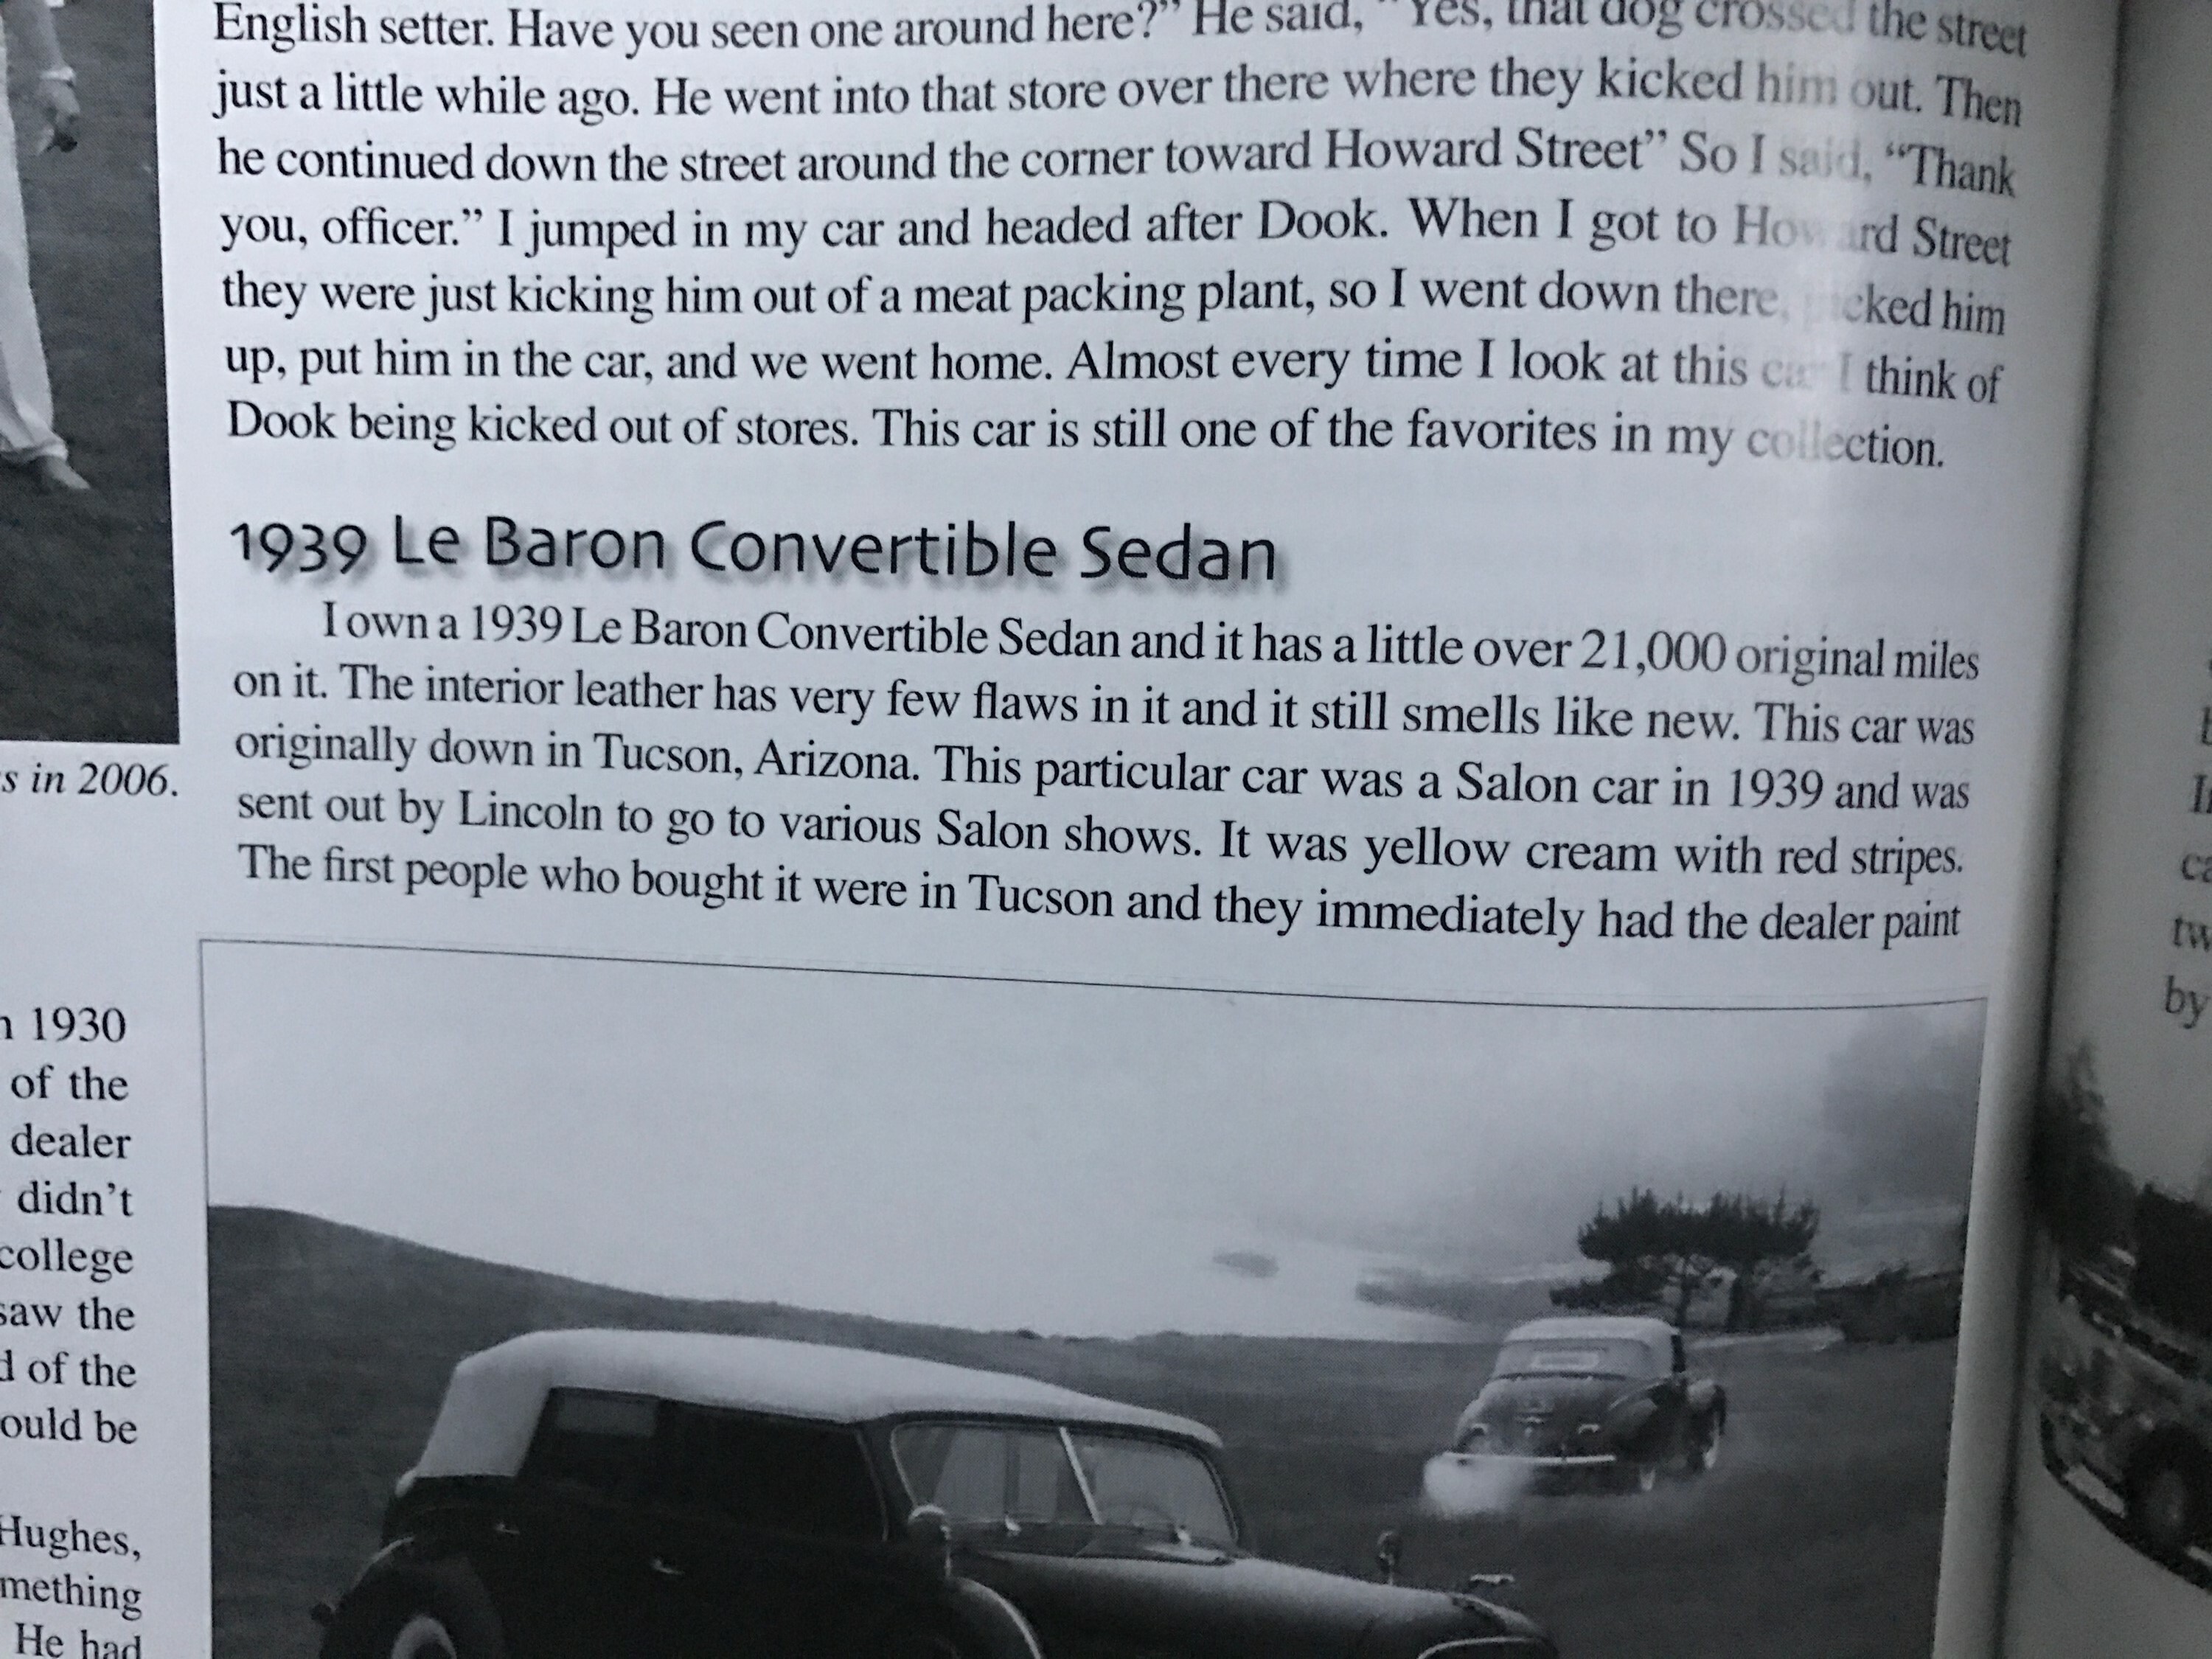 English setter. Have you seen one around here?” He said, “Yes, that dog crossed the street
just a little while ago. He went into that store over there where they kicked him out. Then
he continued down the street around the corner toward Howard Street” So I said, “Thank
you, officer.” I jumped in my car and headed after Dook. When I got to Howard Street
they were just kicking him out of a meat packing plant, so I went down there, picked him
up, put him in the car, and we went home. Almost every time I look at this car I think of
Dook being kicked out of stores. This car is still one of the favorites in my collection.
1939 Le Baron Convertible Sedan
I own a 1939 Le Baron Convertible Sedan and it has a little over 21,000 original miles
on it. The interior leather has very few flaws in it and it still smells like new. This car was
originally down in Tucson, Arizona. This particular car was a Salon car in 1939 and was
sent out by Lincoln to go to various Salon shows. It was yellow cream with red stripes.
The first people who bought it were in Tucson and they immediately had the dealer paint
s in 2006.
1930
of the
dealer
didn’t
college
saw the
of the
ould be
Hughes,
mething
He had
tw
by